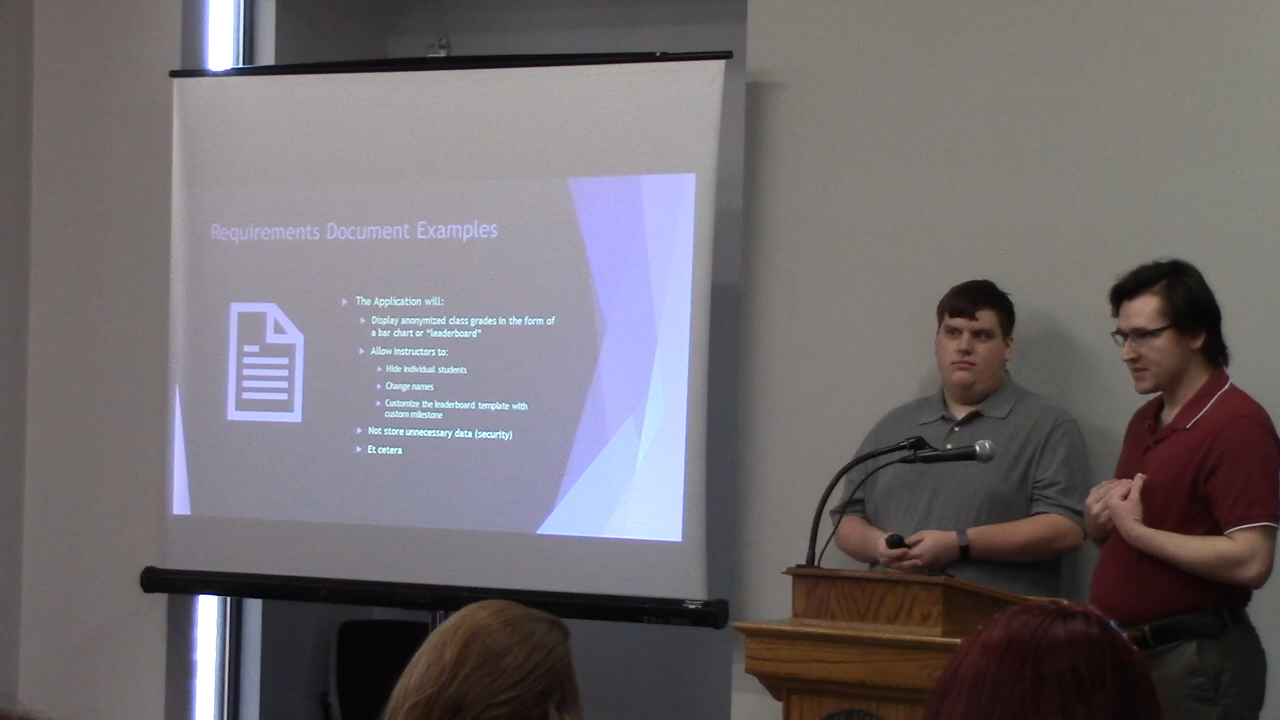 Requirements Document Examples
The Application will:
Display anonymized class grades in the form of
a bar chart or "leaderboard"
Allow instructors to:
Hide individual students
Change names
Customize the leaderboard template with
custom milestone
Not store unnecessary data (security)
Et cetera